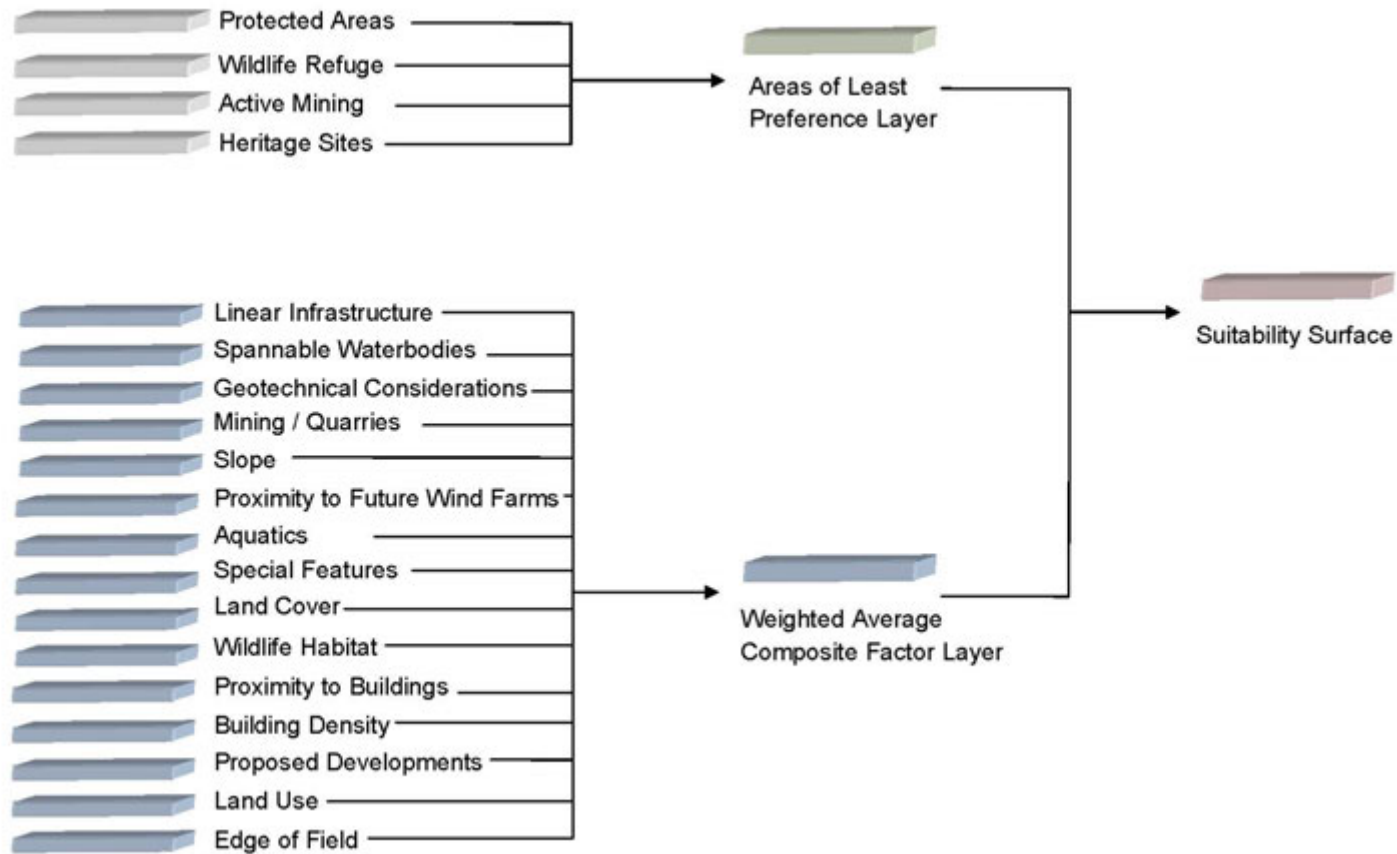 Protected Areas
Wildlife Refuge
Active Mining
Heritage Sites
Areas of Least
Preference Layer
Linear Infrastructure
Spannable Waterbodies
Geotechnical Considerations
Mining / Quarries
Slope
Proximity to Future Wind Farms
Aquatics
Special Features
Land Cover
Wildlife Habitat
Proximity to Buildings
Building Density
Proposed Developments
Land Use
Edge of Field
Weighted Average
Composite Factor Layer
Suitability Surface